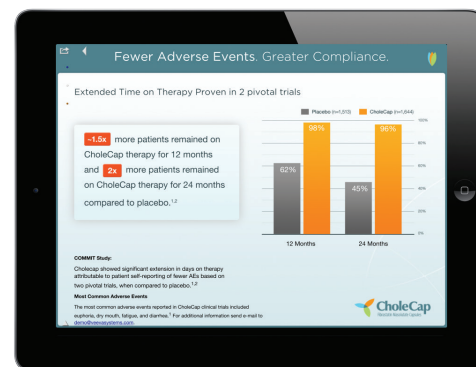 Fewer Adverse Events. Greater Compliance.
Extended Time on Therapy Proven in 2 pivotal trials
Placebo (n=1,513) CholeCap (n=1,644)
~1.5x more patients remained on
CholeCap therapy for 12 months
and 2x more patients remained
on CholeCap therapy for 24 months
compared to placebo.1,2
100%
80%
60%
40%
20%
0%
62%
98%
45%
96%
12 Months 24 Months
COMMIT Study:
Cholecap showed significant extension in days on therapy
attributable to patient self-reporting of fewer AEs based on
two pivotal trials, when compared to placebo.1,2
Most Common Adverse Events
The most common adverse events reported in CholeCap clinical trials included
euphoria, dry mouth, fatigue, and diarrhea.1 For additional information send e-mail to
demo@veevasystems.com
CholeCap